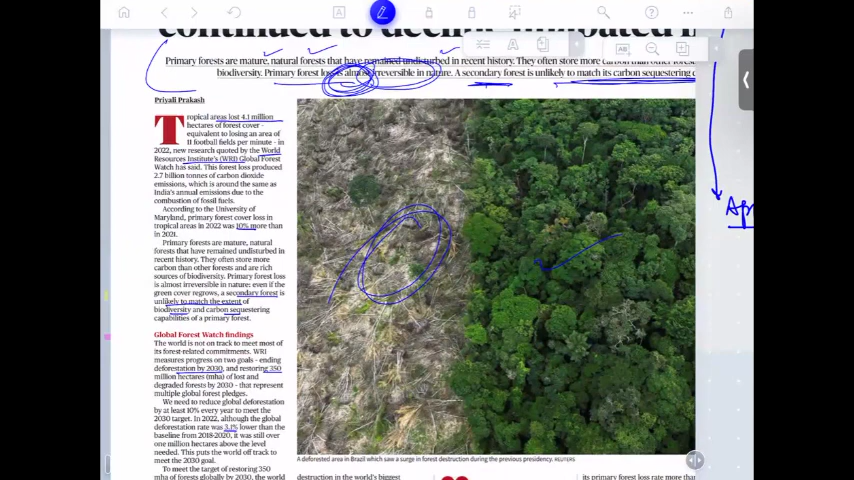 continued to decline
Primary forests are mature, natural forests that have remained undisturbed in recent history. They often store more carbon than other forests
biodiversity. Primary forest loss is almost irreversible in nature. A secondary forest is unlikely to match its carbon sequestering
Priyali Prakash
Tropical areas lost 4.1 million
hectares of forest cover -
equivalent to losing an area of
11 football fields per minute - in
2022, new research quoted by the World
Resources Institute's (WRI) Global Forest
Watch has said. This forest loss produced
2.7 billion tonnes of carbon dioxide
emissions, which is around the same as
India's annual emissions due to the
combustion of fossil fuels.
According to the University of
Maryland, primary forest cover loss in
tropical areas in 2022 was 10% more than
in 2021.
Primary forests are mature, natural
forests that have remained undisturbed in
recent history. They often store more
carbon than other forests and are rich
sources of biodiversity. Primary forest loss
is almost irreversible in nature: even if the
green cover regrows, a secondary forest is
unlikely to match the extent of
biodiversity and carbon sequestering
capabilities of a primary forest.
Global Forest Watch findings
The world is not on track to meet most of
its forest-related commitments. WRI
measures progress on two goals - ending
deforestation by 2030, and restoring 350
million hectares (mha) of lost and
degraded forests by 2030 - that represent
multiple global forest pledges.
We need to reduce global deforestation
by at least 10% every year to meet the
2030 target. In 2022, although the global
deforestation rate was 3.1% lower than the
baseline from 2018-2020, it was still over
one million hectares above the level
needed. This puts the world off track to
meet the 2030 goal.
To meet the target of restoring 350
mha of forests globally by 2030, the world
A deforested area in Brazil which saw a surge in forest destruction during the previous presidency. REUTERS
destruction in the world's biggest
its primary forest loss rate more than